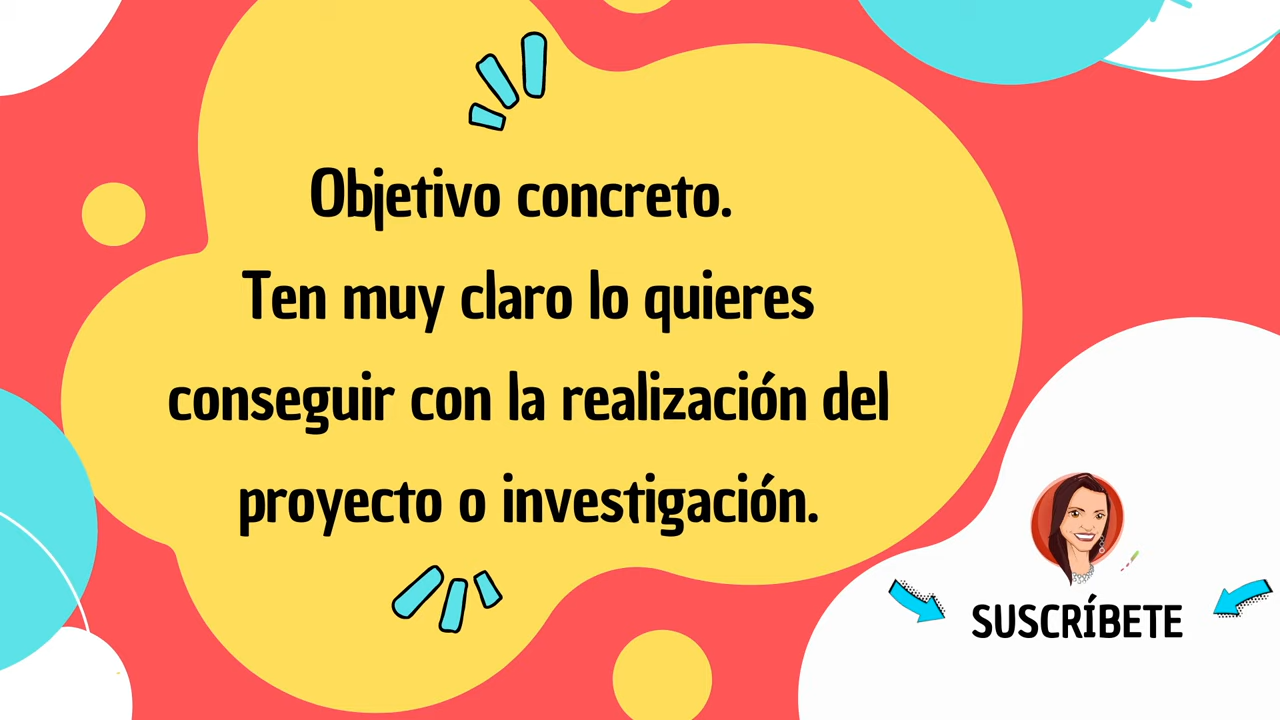 Objetivo concreto.
Ten muy claro lo quieres
conseguir con la realización del
proyecto o investigación.
SUSCRÍBETE